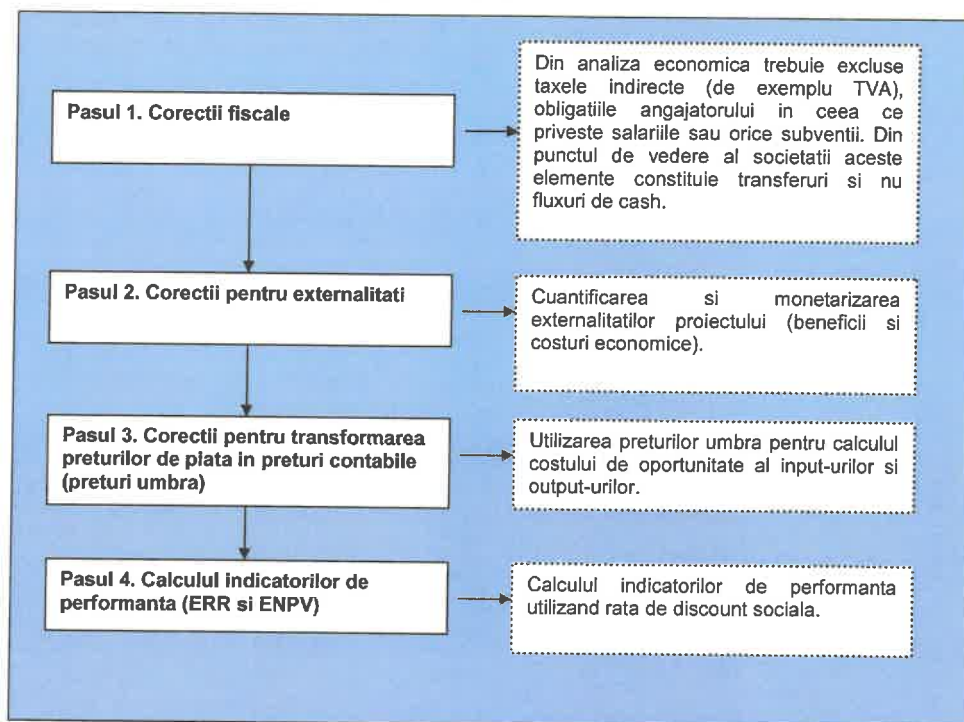 Pasul 1. Corectii fiscale
Din analiza economica trebuie excluse
taxele indirecte (de exemplu TVA),
obligatiile angajatorului in ceea ce
priveste salariile sau orice subventii. Din
punctul de vedere al societatii aceste
elemente constituie transferuri si nu
fluxuri de cash.
Pasul 2. Corectii pentru externalitati
Cuantificarea si monetarizarea
externalitatilor proiectului (beneficii si
costuri economice).
Pasul 3. Corectii pentru transformarea
preturilor de plata in preturi contabile
(preturi umbra)
Utilizarea preturilor umbra pentru calculul
costului de oportunitate al input-urilor si
output-urilor.
Pasul 4. Calculul indicatorilor de
performanta (ERR si ENPV)
Calculul indicatorilor de performanta
utilizand rata de discount sociala.